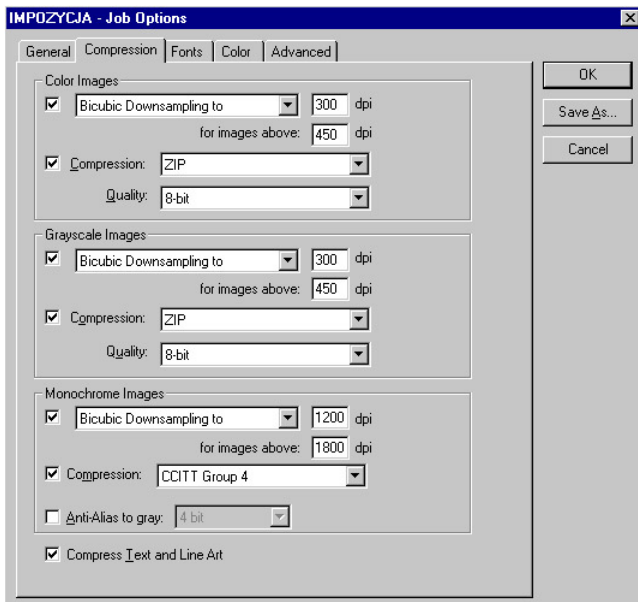 IMPOZYCJA - Job Options
General Compression Fonts Color Advanced
OK
Save As...
Cancel
Color Images
Bicubic Downsampling to 300 dpi
for images above: 450 dpi
Compression: ZIP
Quality: 8-bit
Grayscale Images
Bicubic Downsampling to 300 dpi
for images above: 450 dpi
Compression: ZIP
Quality: 8-bit
Monochrome Images
Bicubic Downsampling to 1200 dpi
for images above: 1800 dpi
Compression: CCITT Group 4
Anti-Alias to gray: 4 bit
Compress Text and Line Art